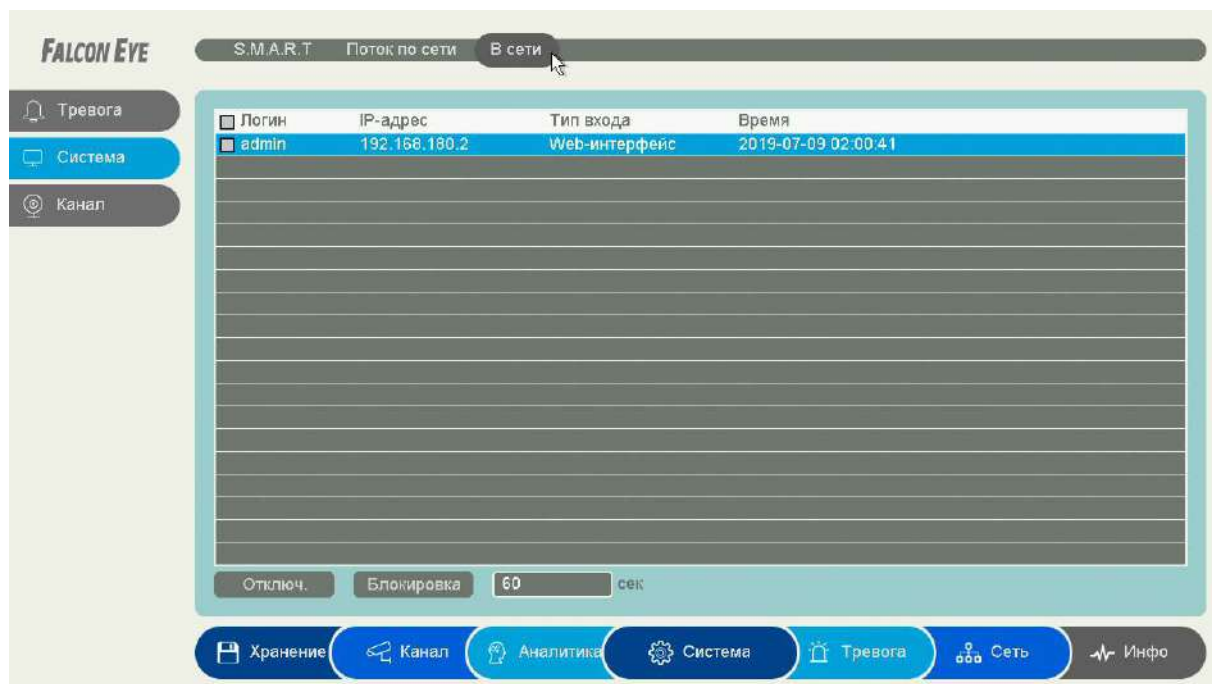 FALCON EYE
S.M.A.R.T Поток по сети В сети
Тревога
Система
Канал
Логин IP-адрес Тип входа Время
admin 192.168.180.2 Web-интерфейс 2019-07-09 02:00:41
Отключ. Блокировка 60 сек
Хранение Канал Аналитика Система Тревога Сеть Инфо